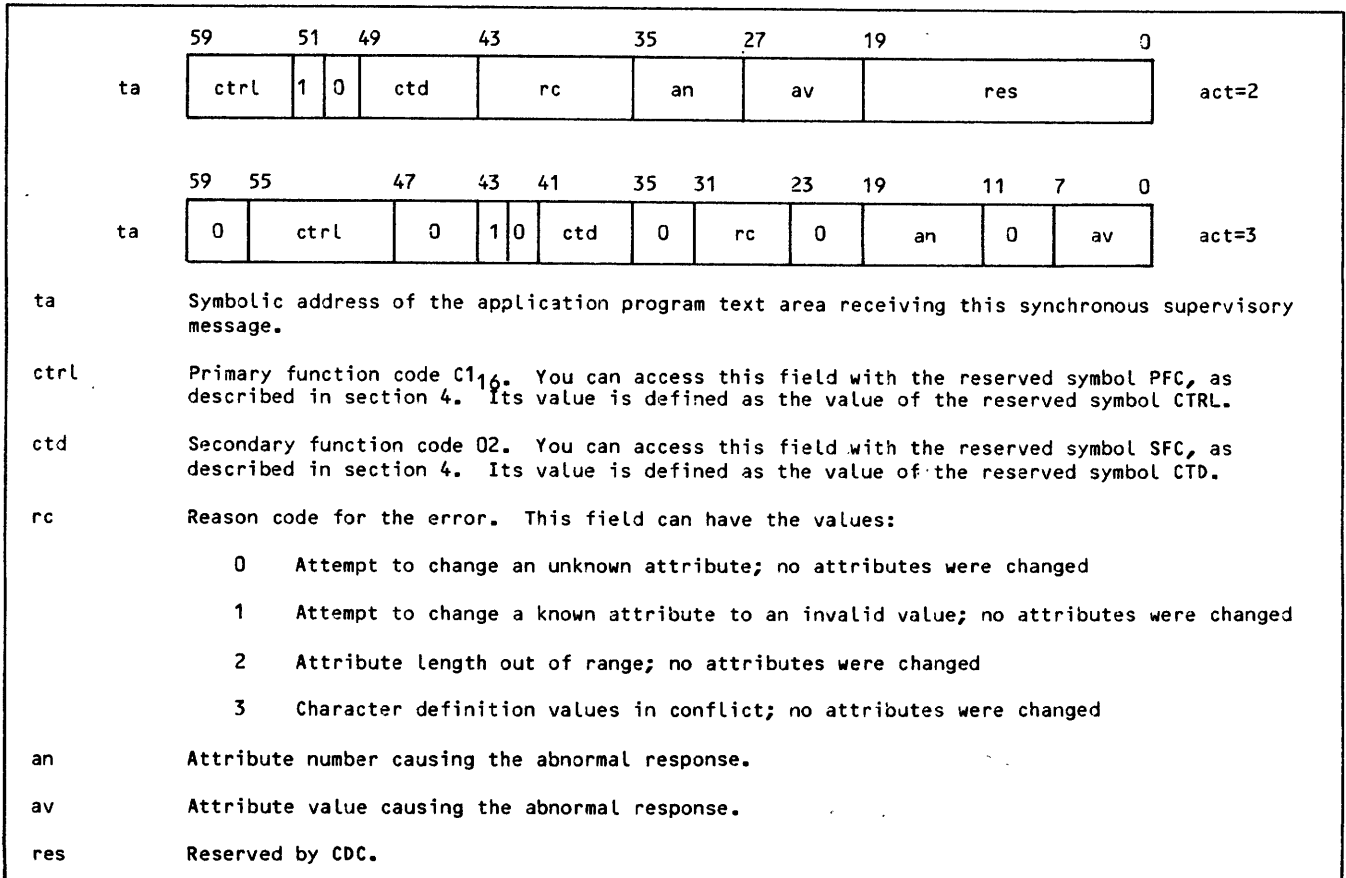 59 51 49 43 35 27 19 0
ta ctrl 1 0 ctd rc an av res act=2
59 55 47 43 41 35 31 23 19 11 7 0
ta 0 ctrl 0 1 0 ctd 0 rc 0 an 0 av act=3
ta Symbolic address of the application program text area receiving this synchronous supervisory
message.
ctrl Primary function code C1₁₆. You can access this field with the reserved symbol PFC, as
described in section 4. Its value is defined as the value of the reserved symbol CTRL.
ctd Secondary function code 02. You can access this field with the reserved symbol SFC, as
described in section 4. Its value is defined as the value of the reserved symbol CTD.
rc Reason code for the error. This field can have the values:
0 Attempt to change an unknown attribute; no attributes were changed
1 Attempt to change a known attribute to an invalid value; no attributes were changed
2 Attribute length out of range; no attributes were changed
3 Character definition values in conflict; no attributes were changed
an Attribute number causing the abnormal response.
av Attribute value causing the abnormal response.
res Reserved by CDC.